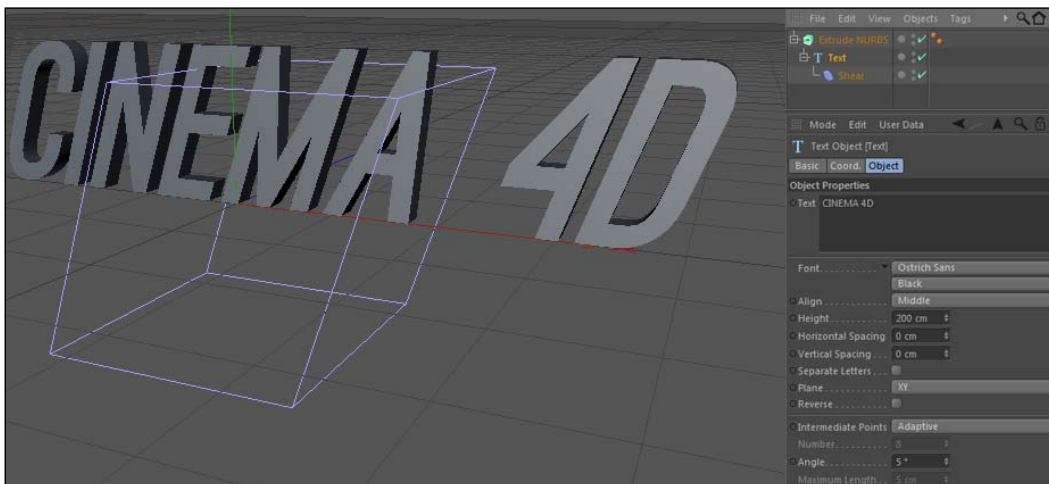 CINEMA 4D
File Edit View Objects Tags
Extrude NURBS
Text
Shear
Mode Edit User Data
Text Object [Text]
Basic Coord. Object
Object Properties
Text CINEMA 4D
Font. . . . . . . . . . Ostrich Sans
Black
Align . . . . . . . . . . . Middle
Height. . . . . . . . . . 200 cm
Horizontal Spacing 0 cm
Vertical Spacing . . . 0 cm
Separate Letters . . .
Plane . . . . . . . . . . . XY
Reverse . . . . . . . . .
Intermediate Points Adaptive
Number. . . . . . . . . 8
Angle. . . . . . . . . . . 5 °
Maximum Length . . 5 cm